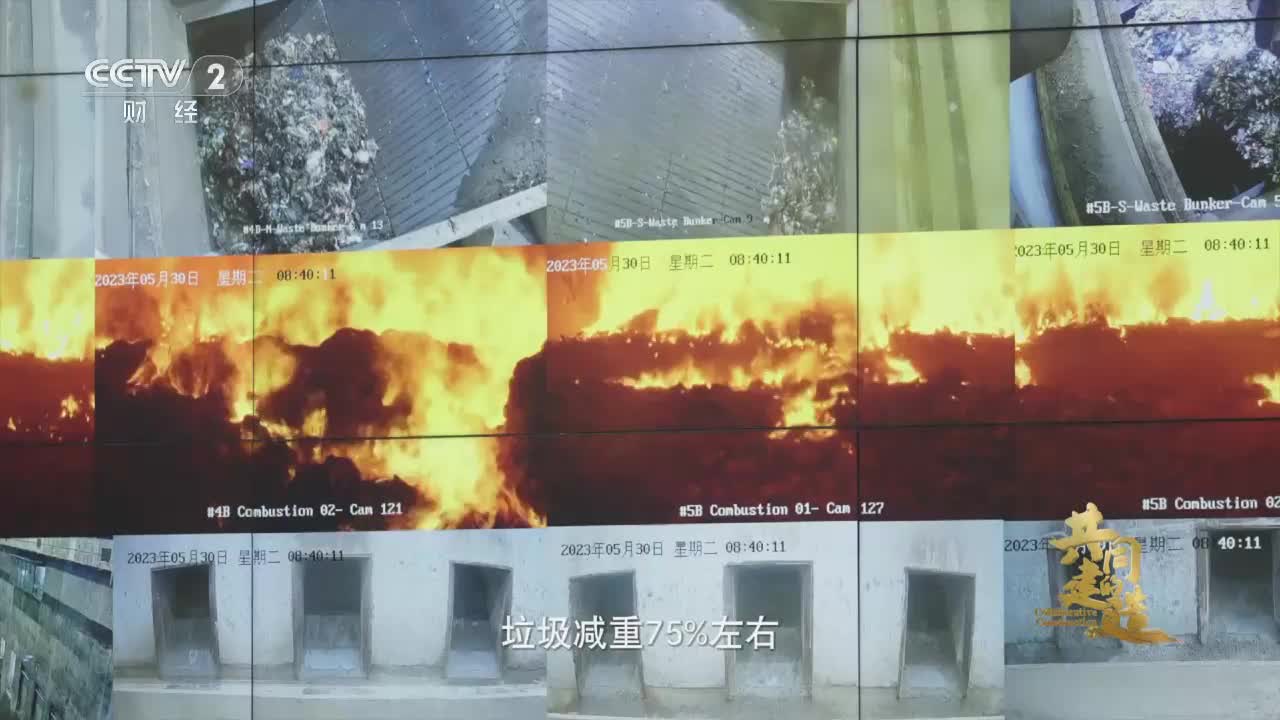 CCTV 2
财经
#4B-N-Waste Bunker-C m 13
#5B-S-Waste Bunker-Cam 9
#5B-S-Waste Bunker-Cam 5
2023年05月30日 星期二 08:40:11
2023年05月30日 星期二 08:40:11
2023年05月30日 星期二 08:40:11
#4B Combustion 02- Cam 121
#5B Combustion 01- Cam 127
#5B Combustion 02
2023年05月30日 星期二 08:40:11
2023年05月30日 星期二 08:40:11
2023年 星期二 08:40:11
共同建造
Collaborative
Construction
垃圾减重75%左右